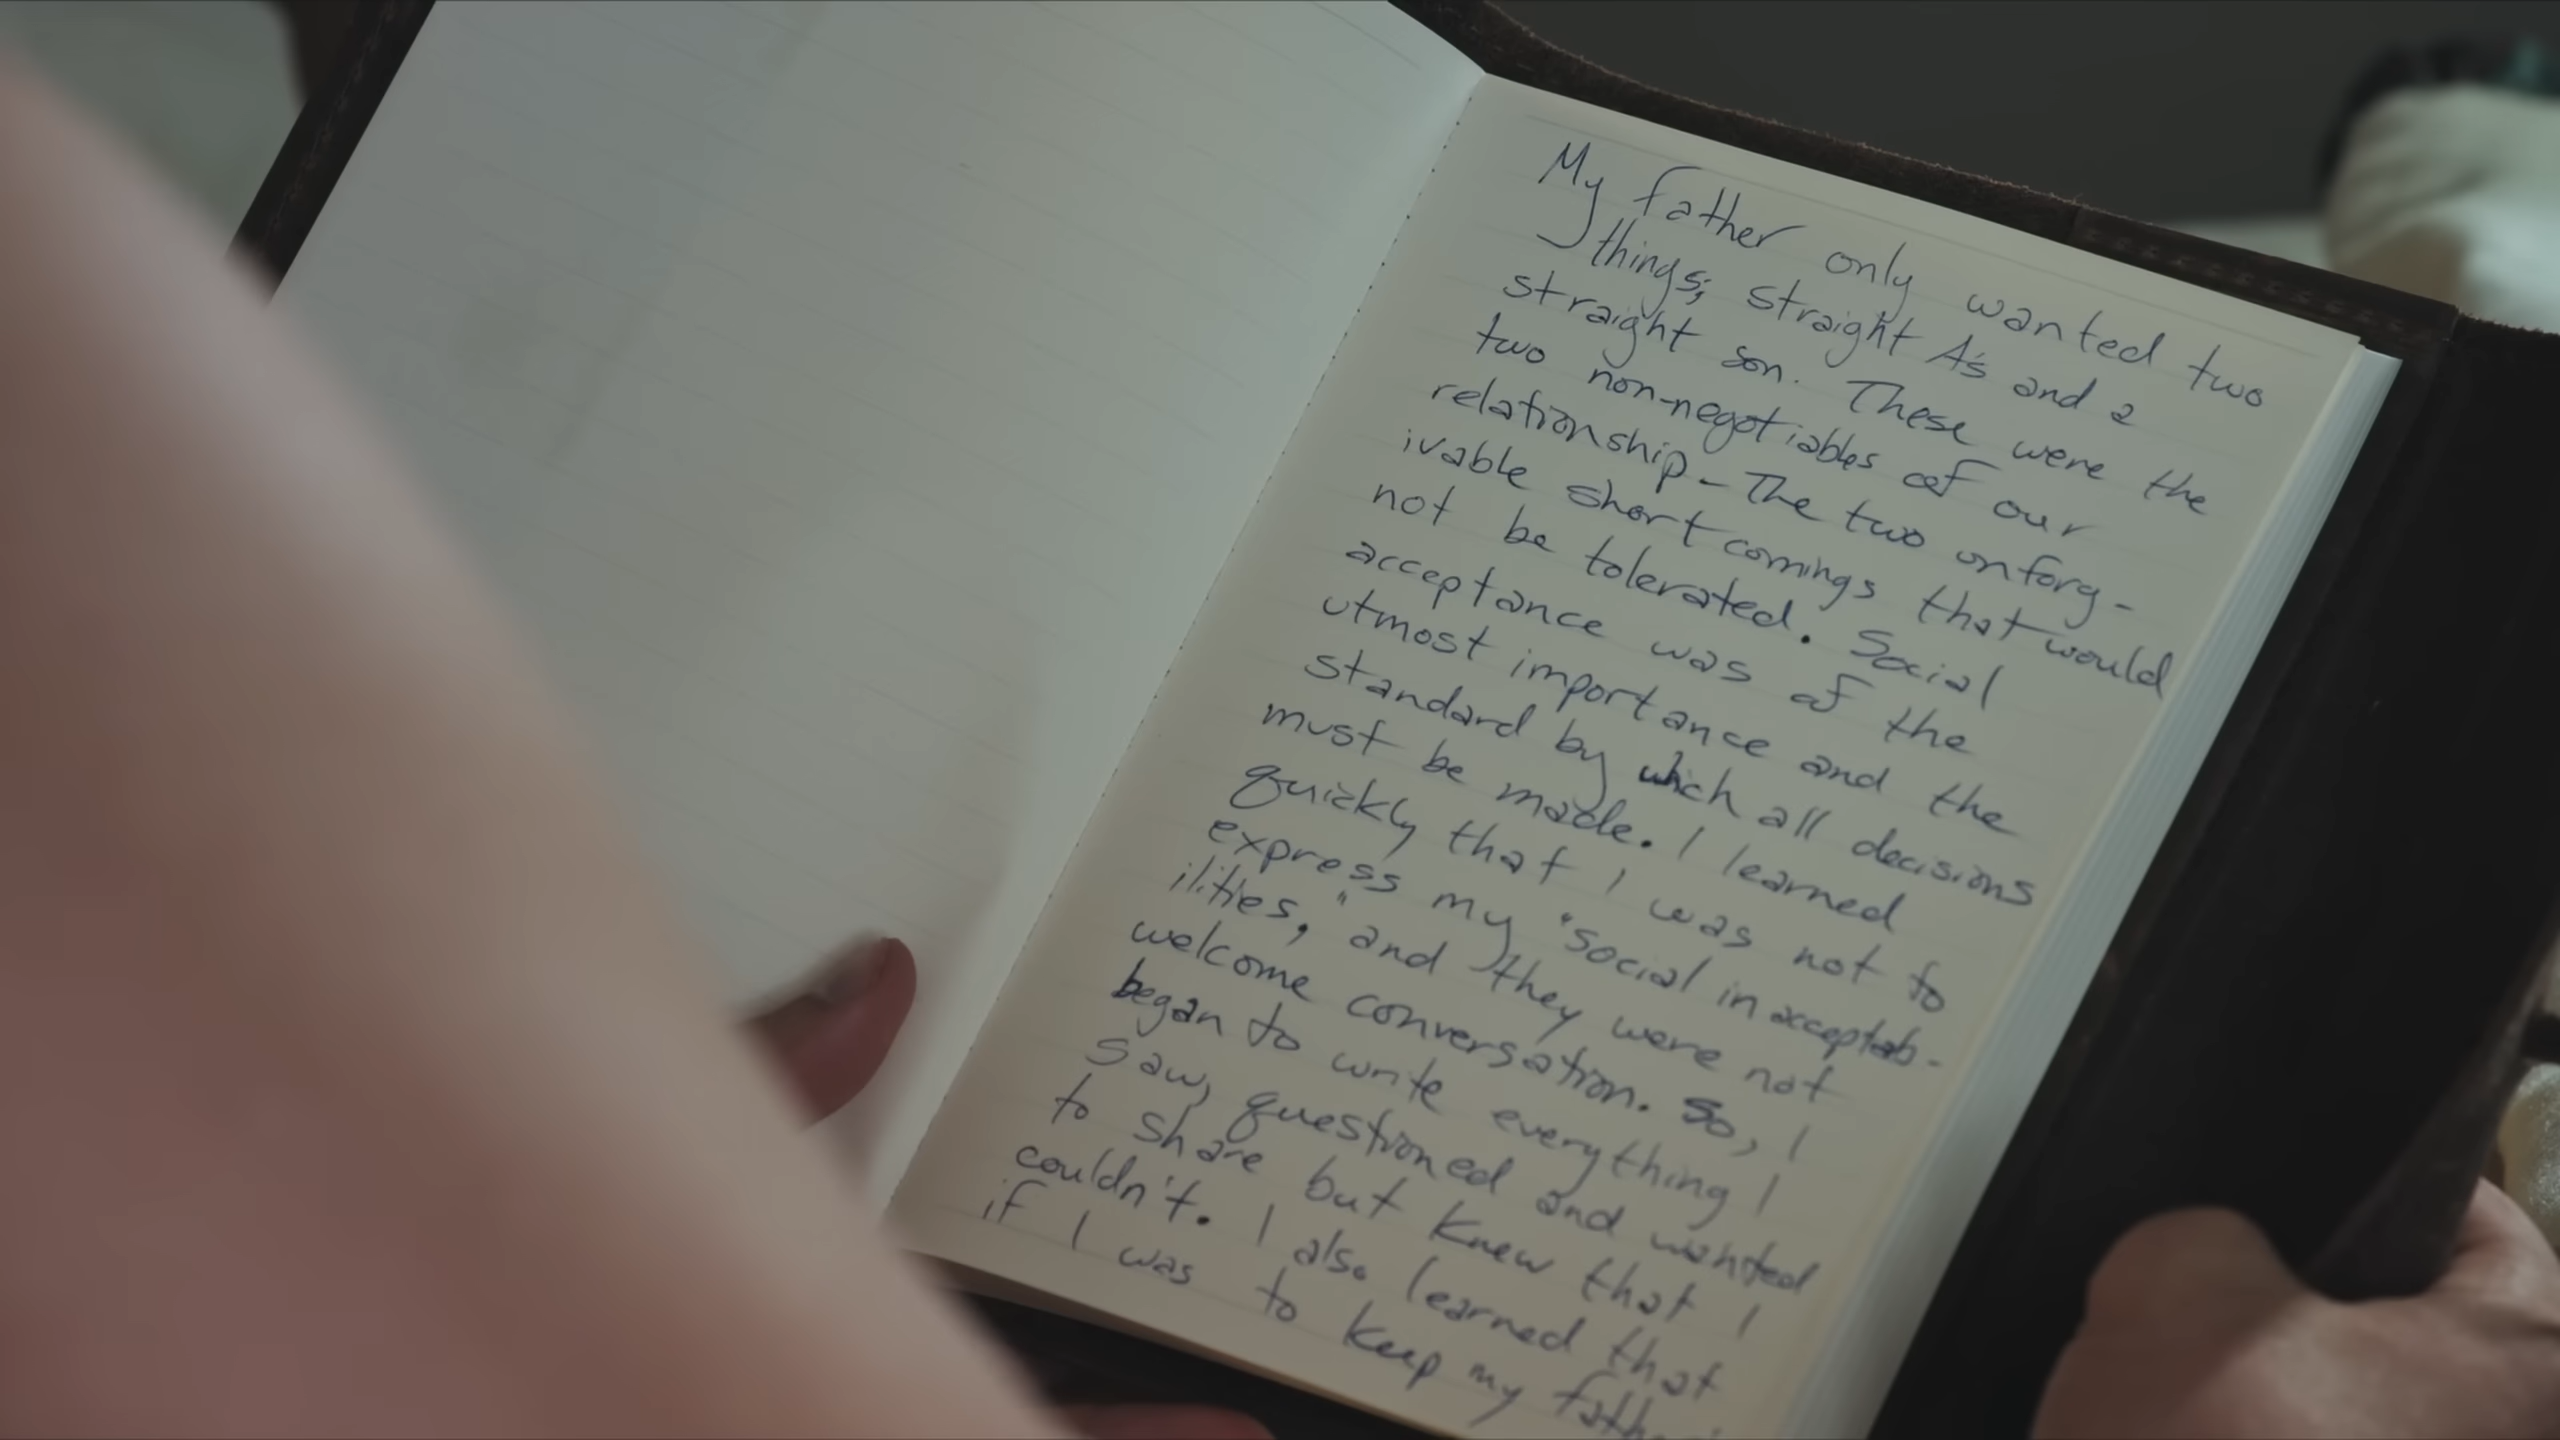 My father only wanted two
things; straight A's and a
straight son. These were the
two non-negotiables of our
relationship - The two unforg-
ivable shortcomings that would
not be tolerated. Social
acceptance was of the
utmost importance and the
standard by which all decisions
must be made. I learned
quickly that I was not to
express my "social inacceptab-
ilities," and they were not
welcome conversation. So, I
began to write everything I
saw, questioned and wanted
to share but knew that I
couldn't. I also learned that
if I was to keep my